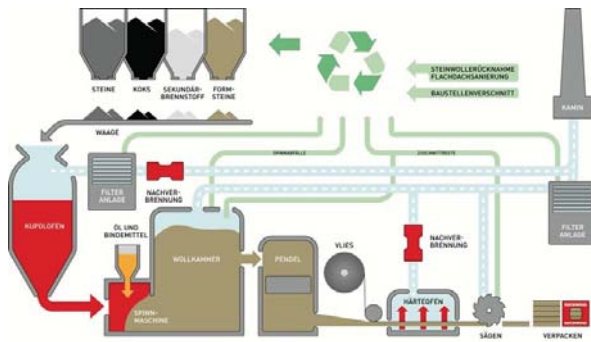 STEINE
KOKS
SEKUNDÄR-
BRENNSTOFF
FORM-
STEINE
STEINWOLLERÜCKNAHME
FLACHDACHSANIERUNG
BAUSTELLENVERSCHNITT
KAMIN
WAAGE
FILTER
ANLAGE
NACHVER-
BRENNUNG
SPINNABFÄLLE
ZUSCHNITTRESTE
FILTER
ANLAGE
KUPOLOFEN
ÖL UND
BINDEMITTEL
WOLLKAMMER
PENDEL
VLIES
NACHVER-
BRENNUNG
HÄRTEOFEN
SPINN-
MASCHINE
SÄGEN
VERPACKEN